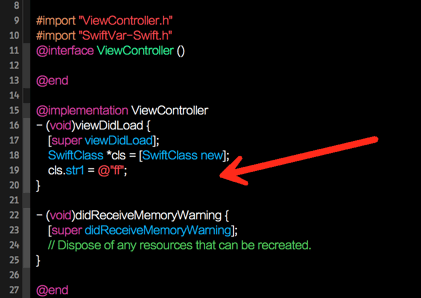 8
9 #import "ViewController.h"
10 #import "SwiftVar-Swift.h"
11 @interface ViewController ()
12
13 @end
14
15 @implementation ViewController
16 - (void)viewDidLoad {
17 [super viewDidLoad];
18 SwiftClass *cls = [SwiftClass new];
19 cls.str1 = @"ff";
20 }
21
22 - (void)didReceiveMemoryWarning {
23 [super didReceiveMemoryWarning];
24 // Dispose of any resources that can be recreated.
25 }
26
27 @end